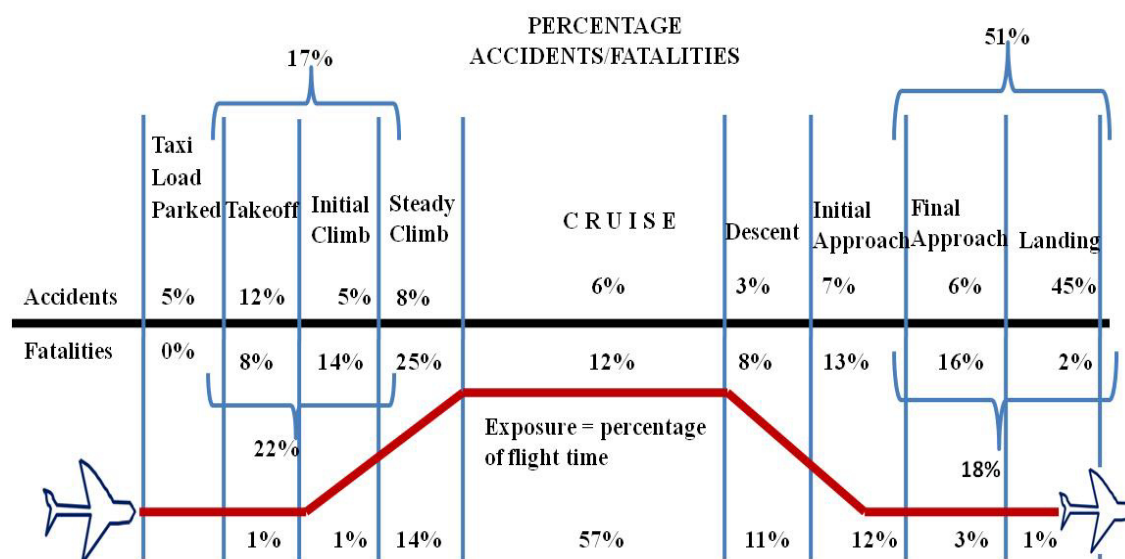 PERCENTAGE
ACCIDENTS/FATALITIES
17%
51%
Taxi
Load
Parked
Takeoff
Initial
Climb
Steady
Climb
C R U I S E
Descent
Initial
Approach
Final
Approach
Landing
Accidents 5% 12% 5% 8% 6% 3% 7% 6% 45%
Fatalities 0% 8% 14% 25% 12% 8% 13% 16% 2%
22%
18%
Exposure = percentage
of flight time
1% 1% 14% 57% 11% 12% 3% 1%